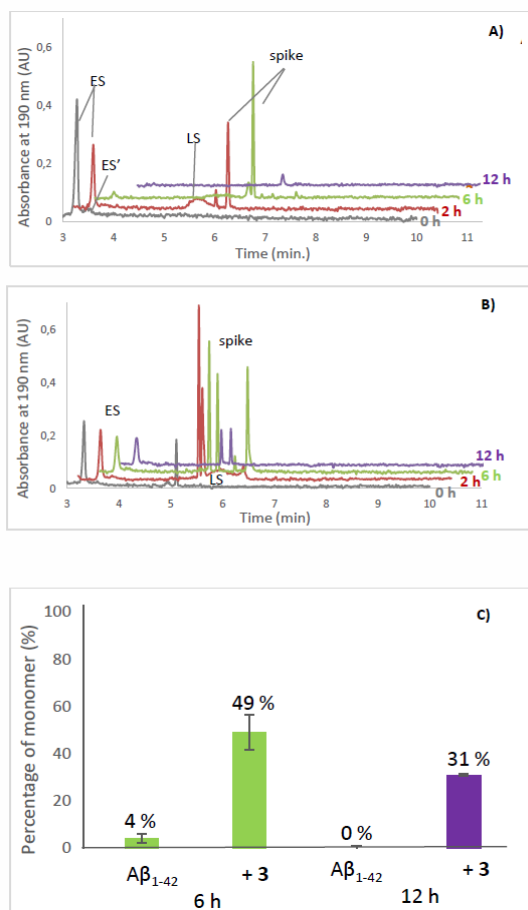 A)
0,6
ES
spike
0,4
ES'
LS
0,2
12 h
6 h
2 h
0 h
0
3 4 5 6 7 8 9 10 11
Time (min.)
Absorbance at 190 nm (AU)
B)
0,6
spike
0,4
ES
0,2
12 h
6 h
LS
2 h
0 h
0
3 4 5 6 7 8 9 10 11
Time (min)
Absorbance at 190 nm (AU)
C)
100
80
60
40
20
0
Percentage of monomer (%)
4 %
49 %
0 %
31 %
Aβ1-42 + 3 Aβ1-42 + 3
6 h 12 h